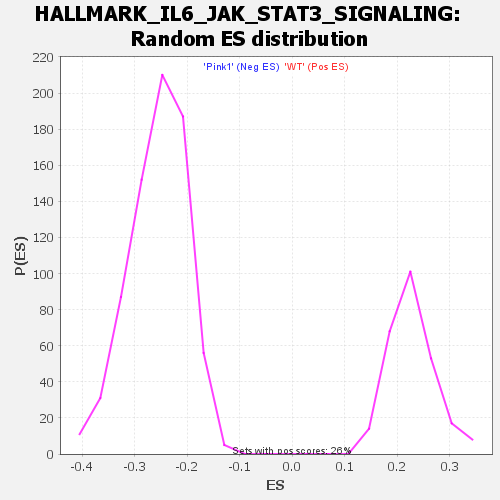 HALLMARK_IL6_JAK_STAT3_SIGNALING:
Random ES distribution
'Pink1' (Neg ES) 'WT' (Pos ES)
220
200
180
160
140
120
100
80
60
40
20
0
P(ES)
Sets with pos scores: 26%
-0.4 -0.3 -0.2 -0.1 0.0 0.1 0.2 0.3
ES